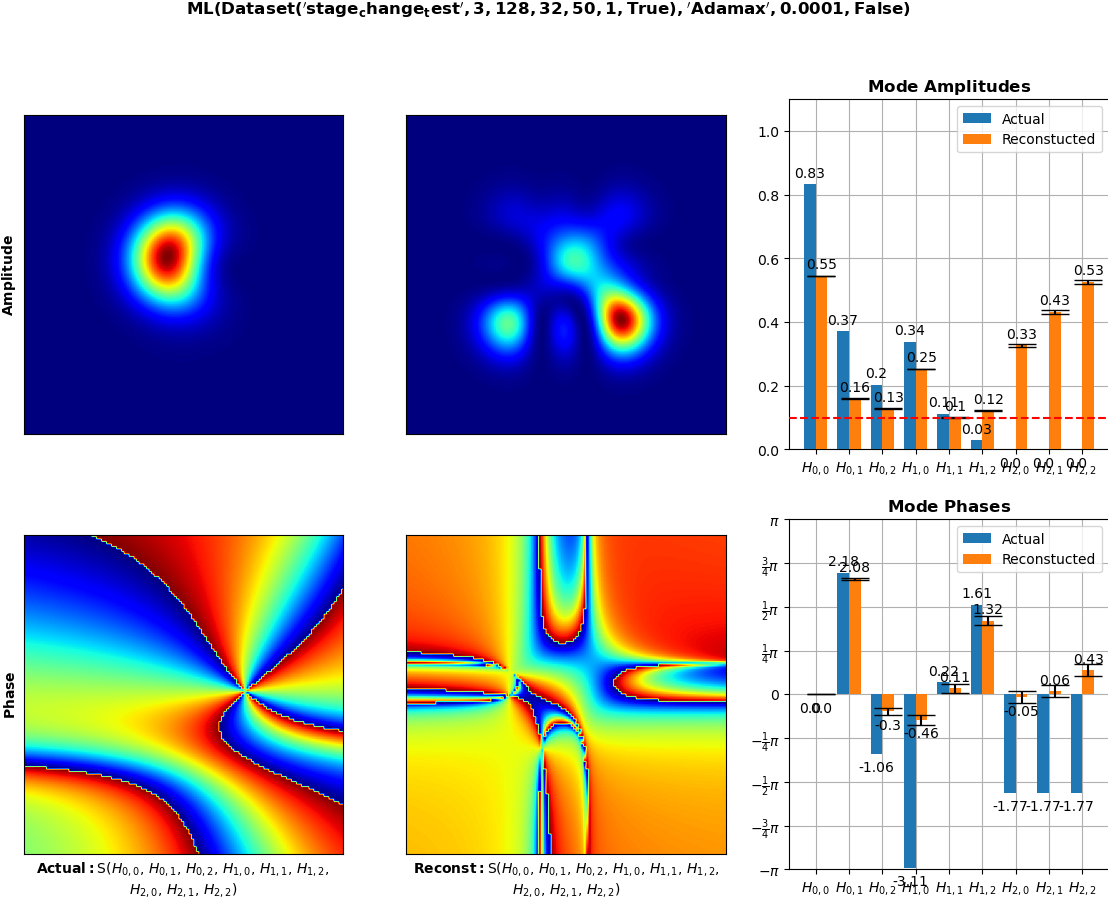 ML(Dataset('stage_change_test', 3, 128, 32, 50, 1, True), 'Adamax', 0.0001, False)
Mode Amplitudes
Actual
Reconstucted
1.0
0.8
0.6
0.4
0.2
0.0
0.83
0.55
0.37
0.16
0.2
0.13
0.34
0.25
0.11
0.1
0.03
0.12
0.0
0.33
0.0
0.43
0.0
0.53
H0,0 H0,1 H0,2 H1,0 H1,1 H1,2 H2,0 H2,1 H2,2
Amplitude
Mode Phases
Actual
Reconstucted
π
3/4π
1/2π
1/4π
0
−1/4π
−1/2π
−3/4π
−π
0.0
0.0
2.18
2.08
-1.06
-0.3
-3.11
-0.46
0.22
0.11
1.61
1.32
-1.77
-0.05
-1.77
0.06
-1.77
0.43
H0,0 H0,1 H0,2 H1,0 H1,1 H1,2 H2,0 H2,1 H2,2
Phase
Actual: S(H0,0, H0,1, H0,2, H1,0, H1,1, H1,2,
H2,0, H2,1, H2,2)
Reconst: S(H0,0, H0,1, H0,2, H1,0, H1,1, H1,2,
H2,0, H2,1, H2,2)